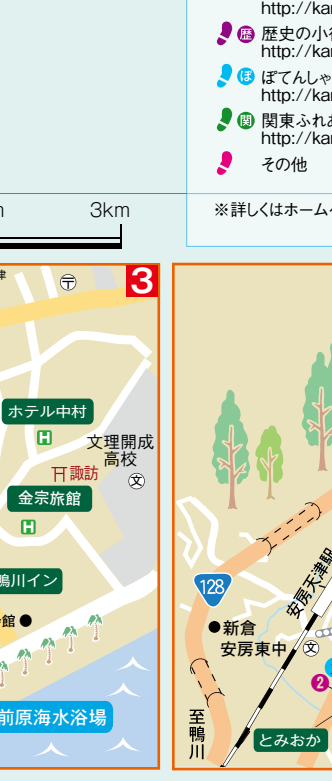 http://kar
歴 歴史の小
http://kar
ぽ ぽてんしゃ
http://kar
関 関東ふれあ
http://kar
その他
3km
※詳しくはホーム
3
〒
ホテル中村
H
文理開成
高校
文
諏訪
金宗旅館
H
鴨川イン
館
前原海水浴場
128
安房天津駅
新倉
安房東中
文
2
至鴨川
とみおか